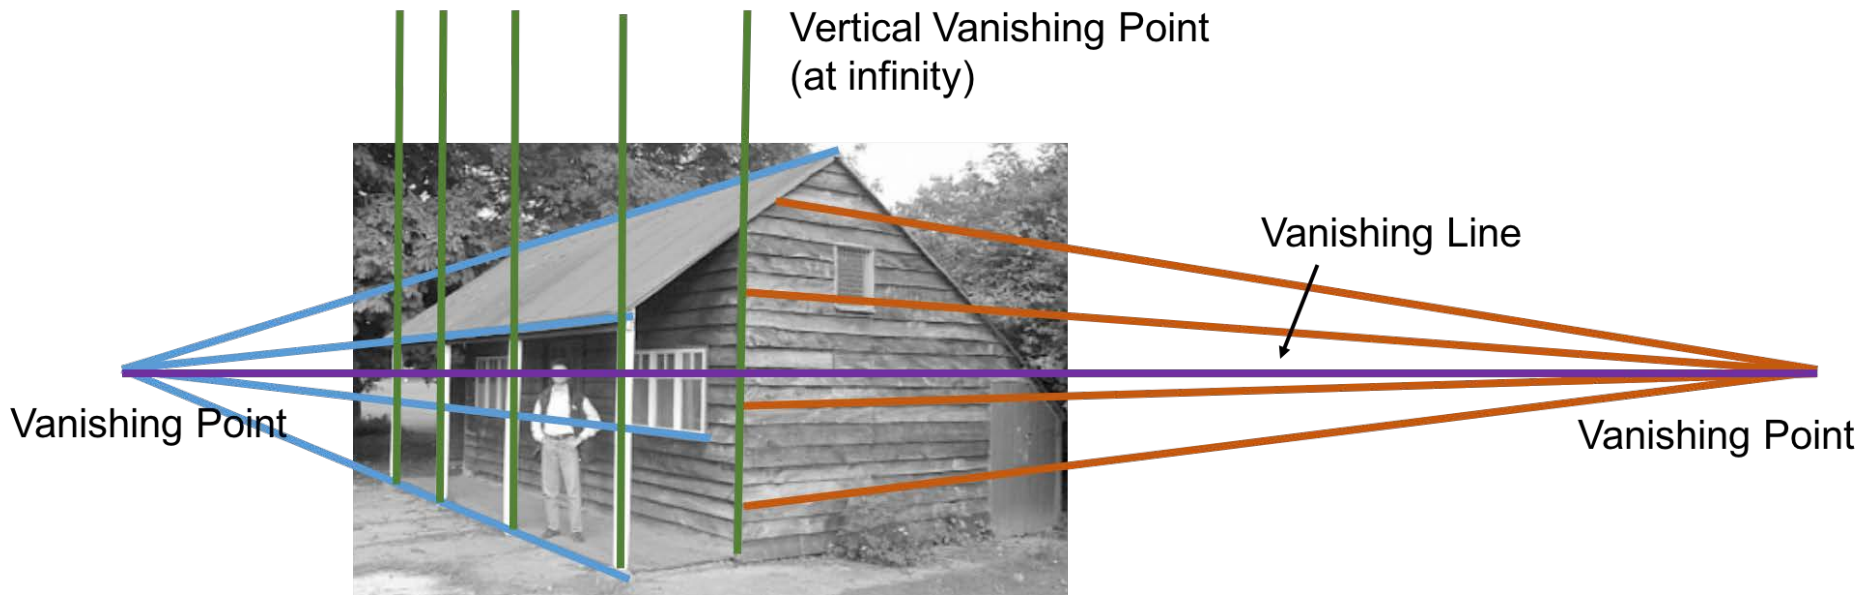 Vertical Vanishing Point
(at infinity)
Vanishing Line
Vanishing Point
Vanishing Point